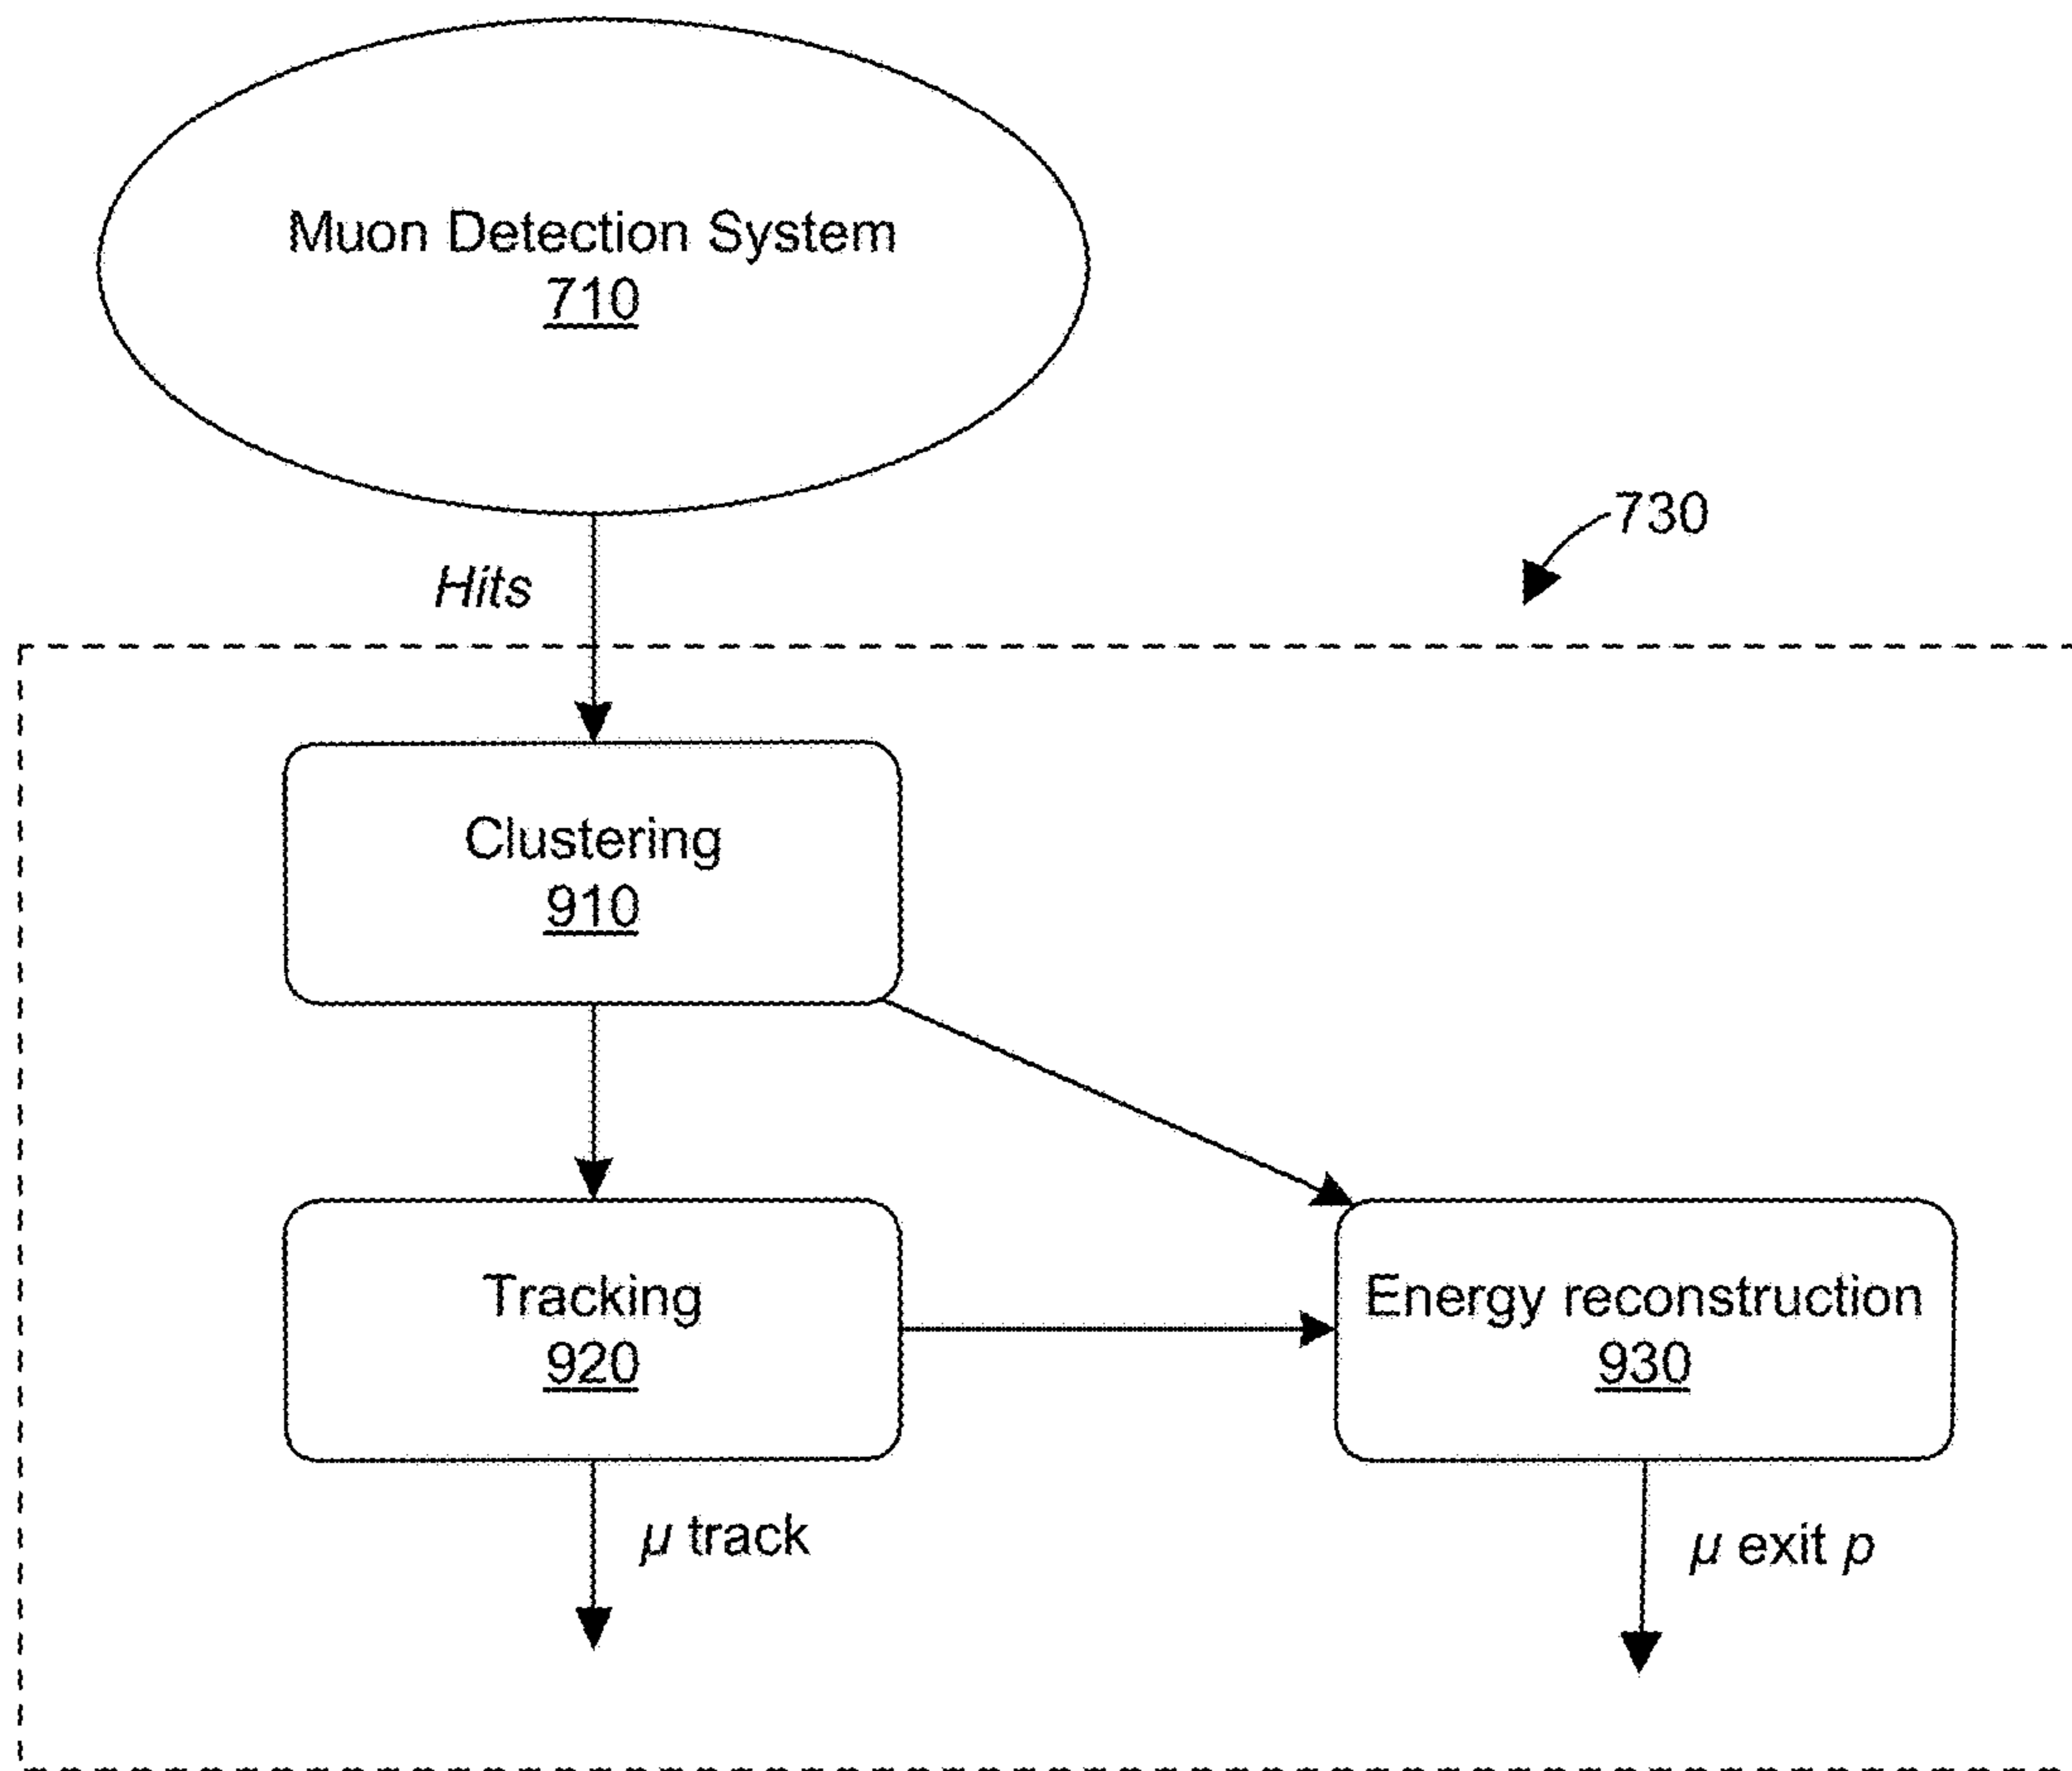 Muon Detection System
710
Hits
730
Clustering
910
Tracking
920
Energy reconstruction
930
μ track
μ exit p